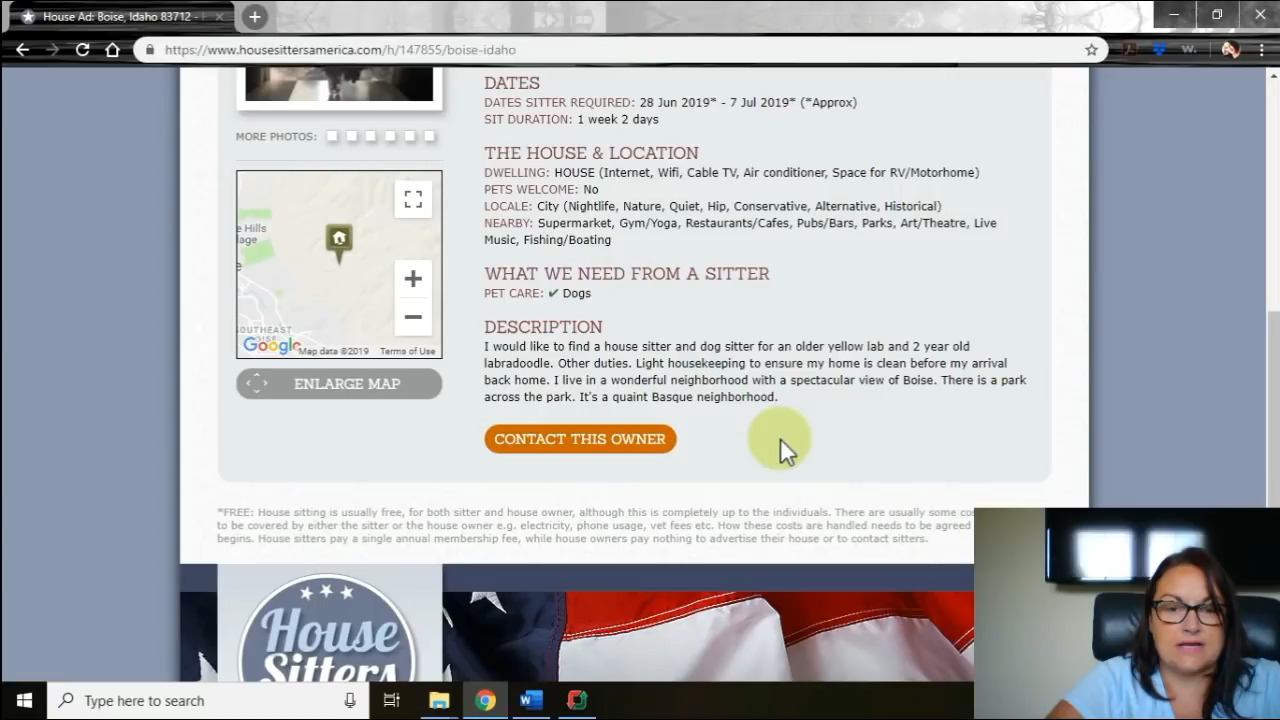 House Ad: Boise, Idaho 83712 -
https://www.housesittersamerica.com/h/147855/boise-idaho
W.
MORE PHOTOS:
e Hills
lage
e
SOUTHEAST
Google
Map data ©2019 Terms of Use
ENLARGE MAP
DATES
DATES SITTER REQUIRED: 28 Jun 2019* - 7 Jul 2019* (*Approx)
SIT DURATION: 1 week 2 days
THE HOUSE & LOCATION
DWELLING: HOUSE (Internet, Wifi, Cable TV, Air conditioner, Space for RV/Motorhome)
PETS WELCOME: No
LOCALE: City (Nightlife, Nature, Quiet, Hip, Conservative, Alternative, Historical)
NEARBY: Supermarket, Gym/Yoga, Restaurants/Cafes, Pubs/Bars, Parks, Art/Theatre, Live
Music, Fishing/Boating
WHAT WE NEED FROM A SITTER
PET CARE: ✔ Dogs
DESCRIPTION
I would like to find a house sitter and dog sitter for an older yellow lab and 2 year old
labradoodle. Other duties. Light housekeeping to ensure my home is clean before my arrival
back home. I live in a wonderful neighborhood with a spectacular view of Boise. There is a park
across the park. It's a quaint Basque neighborhood.
CONTACT THIS OWNER
*FREE: House sitting is usually free, for both sitter and house owner, although this is completely up to the individuals. There are usually some co
to be covered by either the sitter or the house owner e.g. electricity, phone usage, vet fees etc. How these costs are handled needs to be agreed
begins. House sitters pay a single annual membership fee, while house owners pay nothing to advertise their house or to contact sitters.
House
Sitters
Type here to search